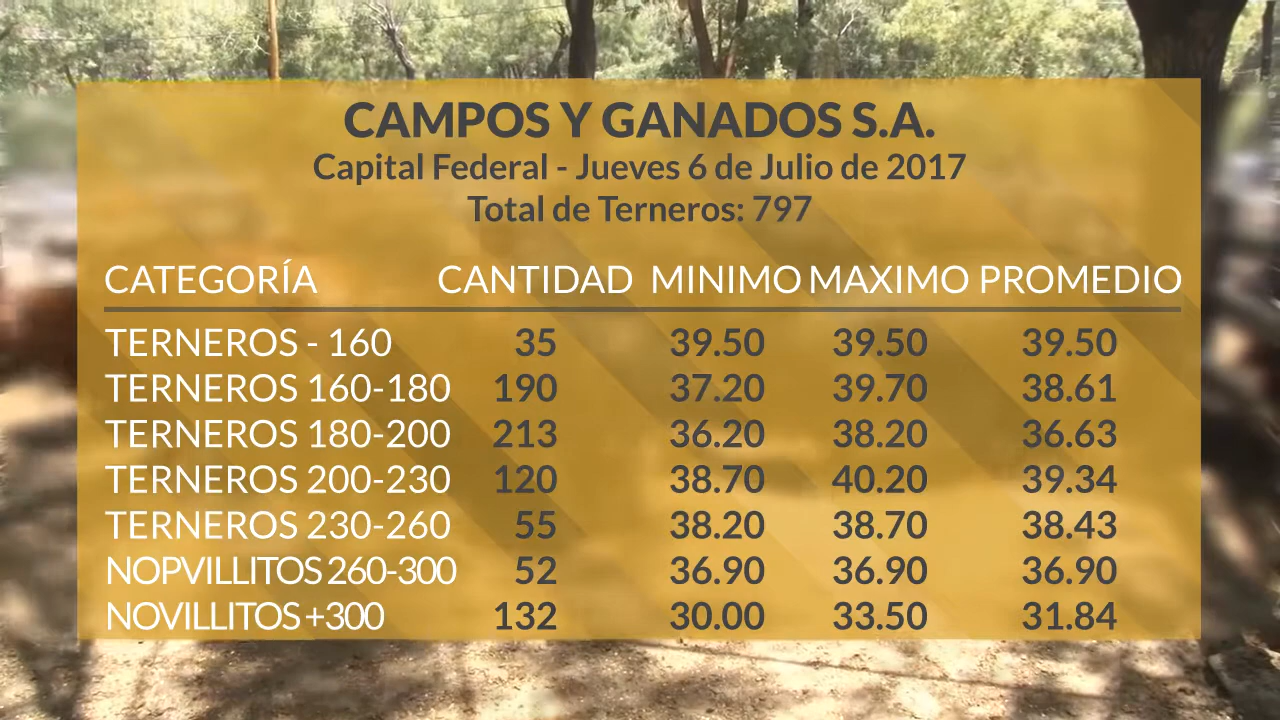 CAMPOS Y GANADOS S.A.
Capital Federal - Jueves 6 de Julio de 2017
Total de Terneros: 797
CATEGORÍA CANTIDAD MINIMO MAXIMO PROMEDIO
TERNEROS - 160 35 39.50 39.50 39.50
TERNEROS 160-180 190 37.20 39.70 38.61
TERNEROS 180-200 213 36.20 38.20 36.63
TERNEROS 200-230 120 38.70 40.20 39.34
TERNEROS 230-260 55 38.20 38.70 38.43
NOPVILLITOS 260-300 52 36.90 36.90 36.90
NOVILLITOS +300 132 30.00 33.50 31.84